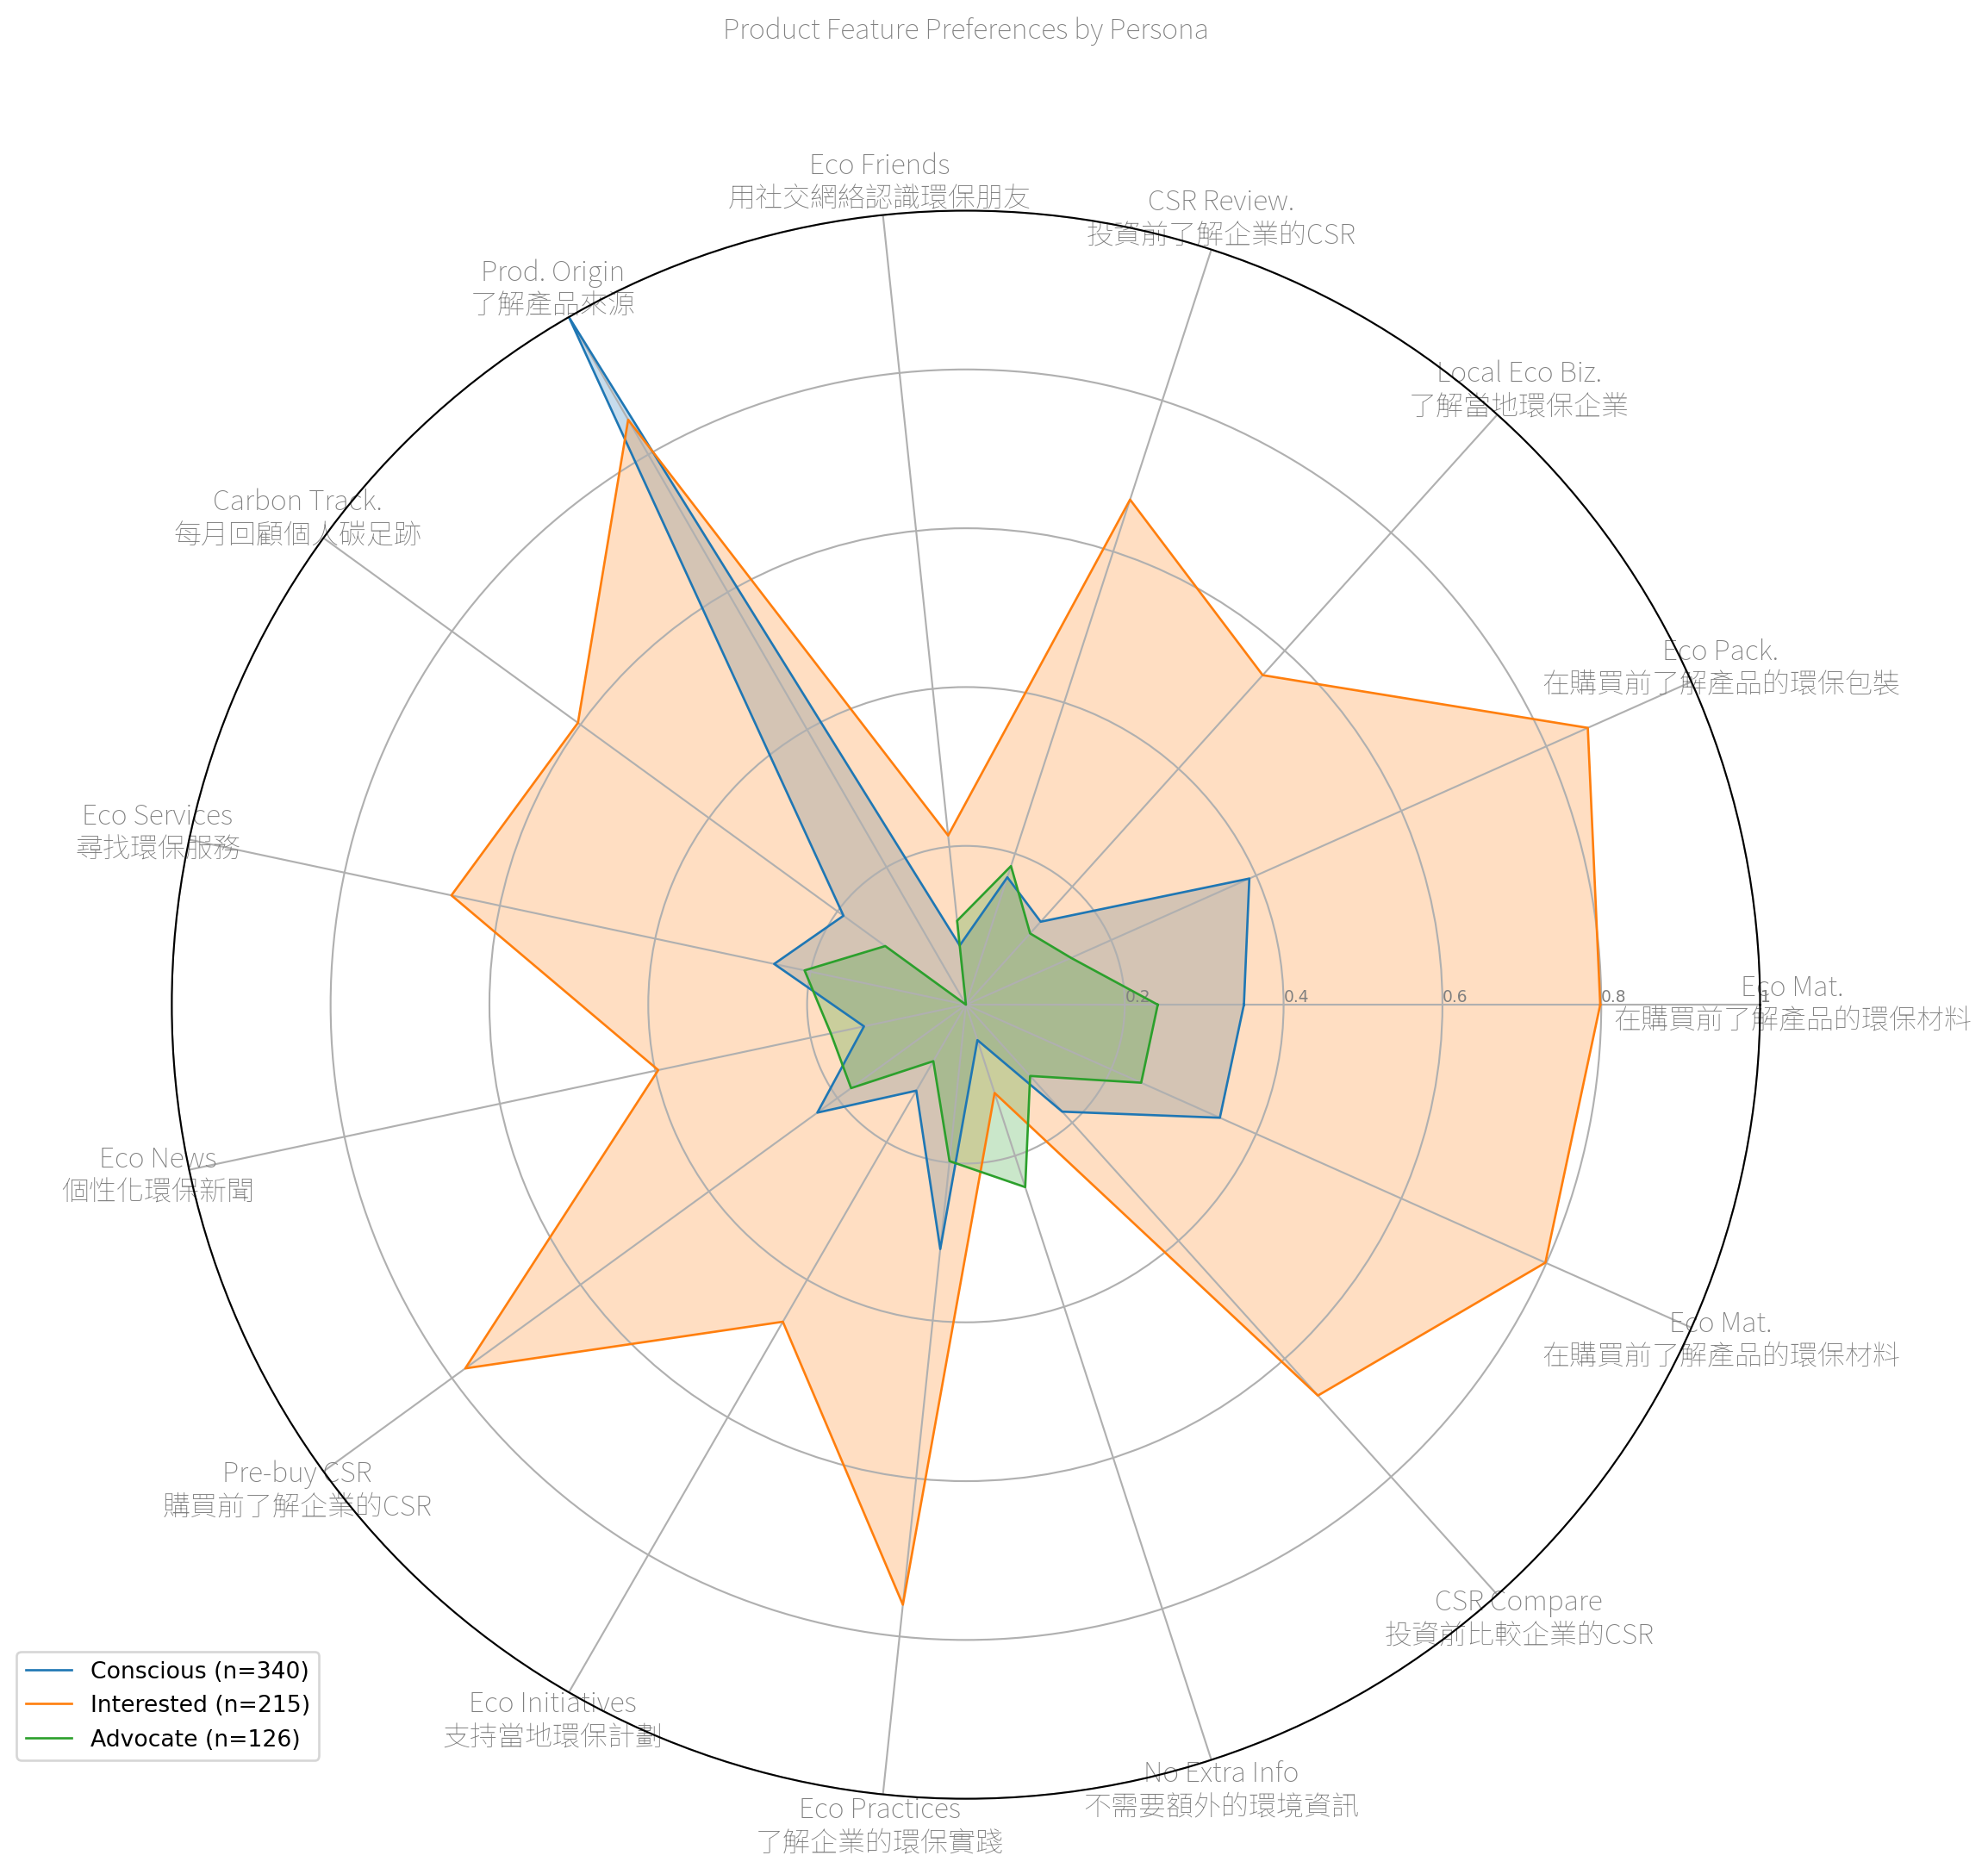 Product Feature Preferences by Persona
Eco Friends
用社交網絡認識環保朋友
CSR Review.
投資前了解企業的CSR
Prod. Origin
了解產品來源
Local Eco Biz.
了解當地環保企業
Carbon Track.
每月回顧個人碳足跡
Eco Pack.
在購買前了解產品的環保包裝
Eco Services
尋找環保服務
Eco Mat.
在購買前了解產品的環保材料
0.2
0.4
0.6
0.8
1
Eco News
個性化環保新聞
Eco Mat.
在購買前了解產品的環保材料
Pre-buy CSR
購買前了解企業的CSR
CSR Compare
投資前比較企業的CSR
Eco Initiatives
支持當地環保計劃
No Extra Info
不需要額外的環境資訊
Eco Practices
了解企業的環保實踐
Conscious (n=340)
Interested (n=215)
Advocate (n=126)